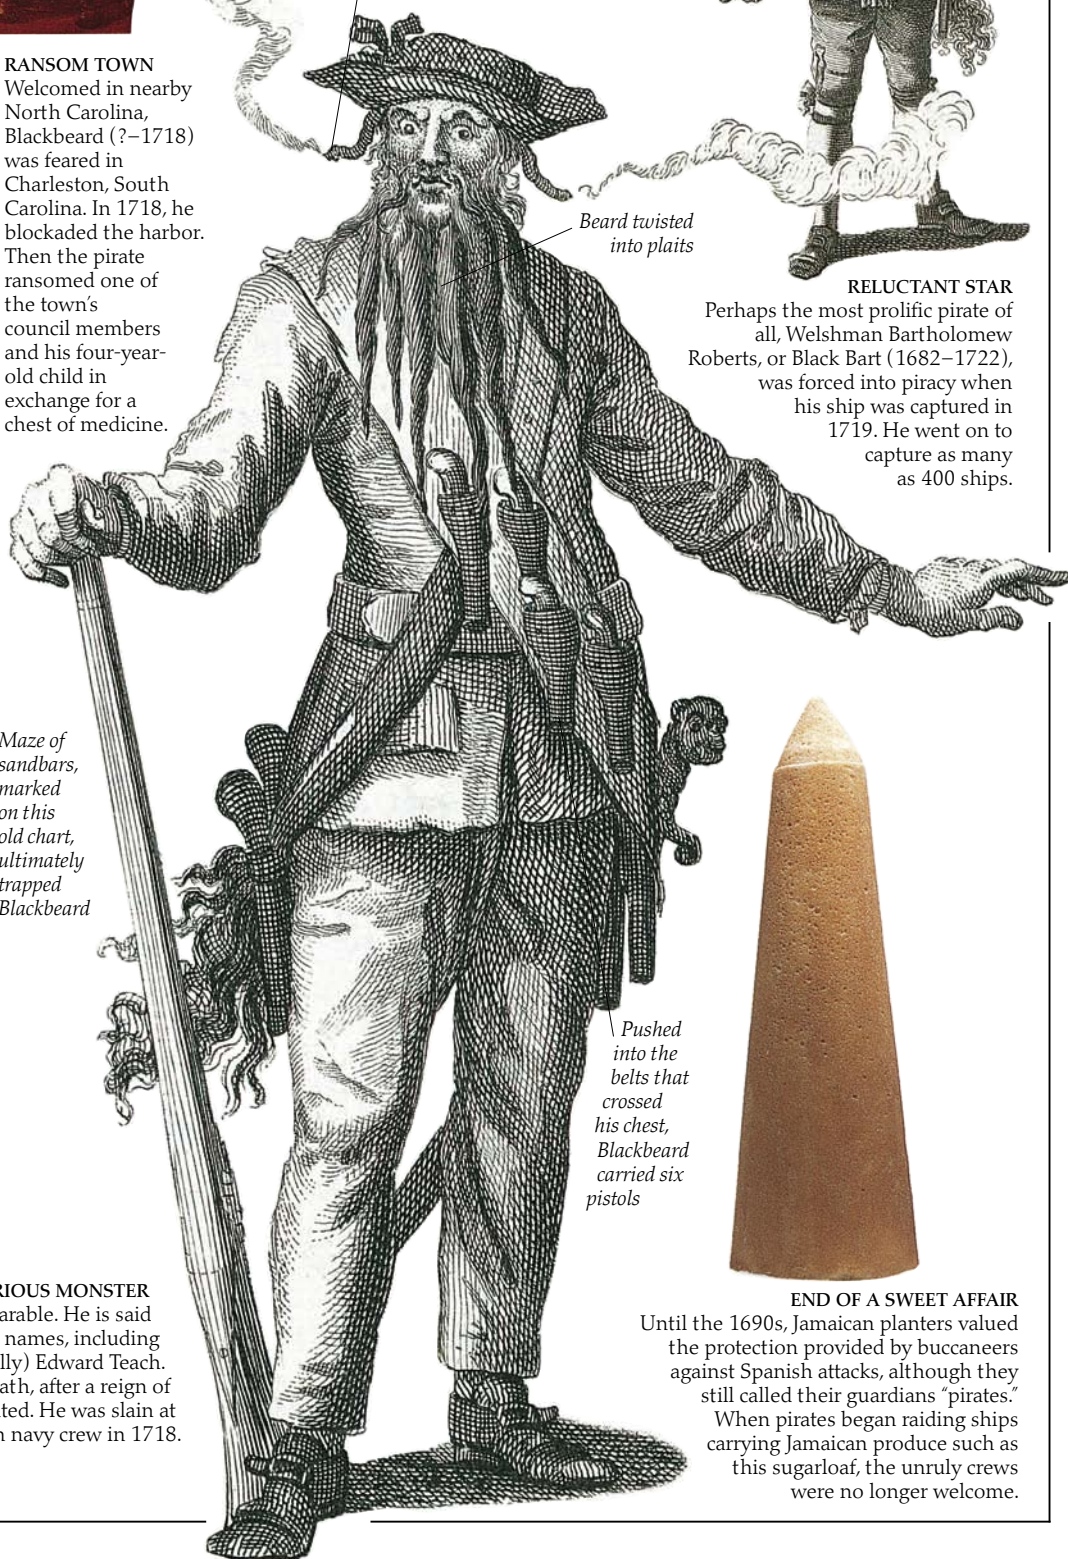 RANSOM TOWN
Welcomed in nearby
North Carolina,
Blackbeard (?–1718)
was feared in
Charleston, South
Carolina. In 1718, he
blockaded the harbor.
Then the pirate
ransomed one of
the town’s
council members
and his four-year-
old child in
exchange for a
chest of medicine.
Beard twisted
into plaits
RELUCTANT STAR
Perhaps the most prolific pirate of
all, Welshman Bartholomew
Roberts, or Black Bart (1682–1722),
was forced into piracy when
his ship was captured in
1719. He went on to
capture as many
as 400 ships.
Maze of
sandbars,
marked
on this
old chart,
ultimately
trapped
Blackbeard
Pushed
into the
belts that
crossed
his chest,
Blackbeard
carried six
pistols
RIOUS MONSTER
arable. He is said
names, including
lly) Edward Teach.
ath, after a reign of
ted. He was slain at
n navy crew in 1718.
END OF A SWEET AFFAIR
Until the 1690s, Jamaican planters valued
the protection provided by buccaneers
against Spanish attacks, although they
still called their guardians “pirates.”
When pirates began raiding ships
carrying Jamaican produce such as
this sugarloaf, the unruly crews
were no longer welcome.